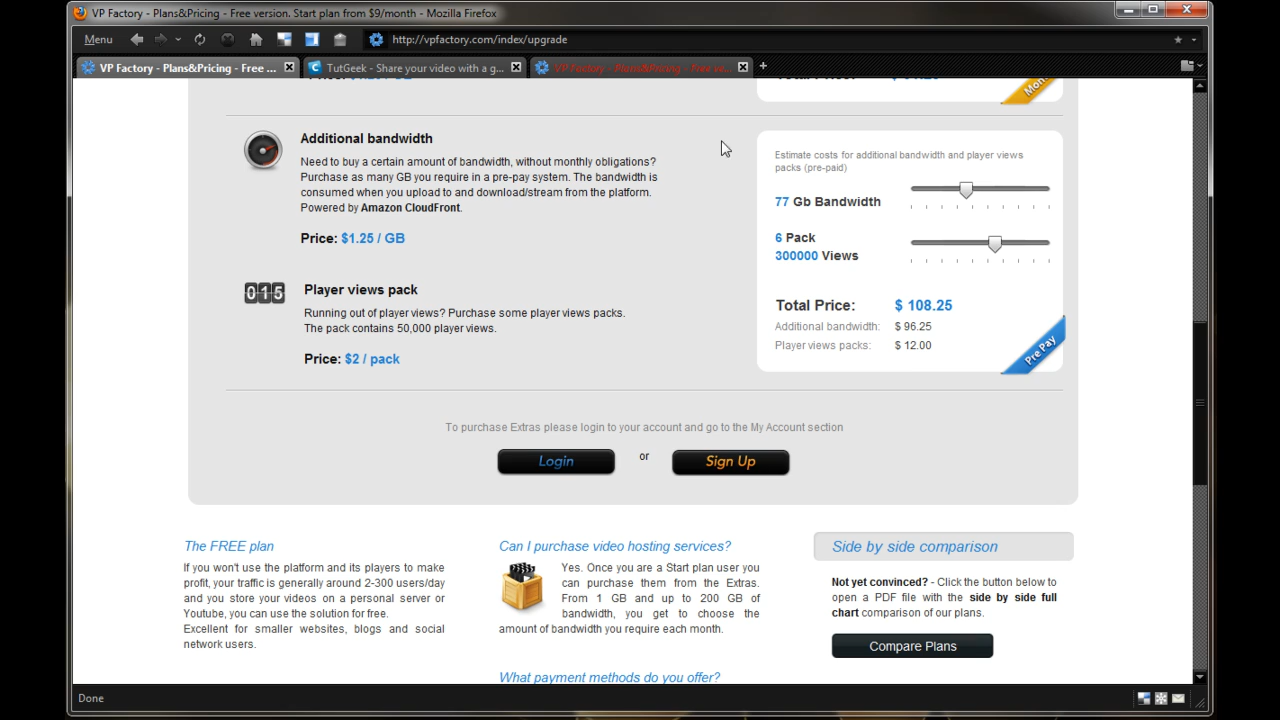 VP Factory - Plans&Pricing - Free version. Start plan from $9/month - Mozilla Firefox
Menu
http://vpfactory.com/index/upgrade
VP Factory - Plans&Pricing - Free ...
TutGeek - Share your video with a g...
VP Factory - Plans&Pricing - Free ve...
Additional bandwidth
Need to buy a certain amount of bandwidth, without monthly obligations?
Purchase as many GB you require in a pre-pay system. The bandwidth is
consumed when you upload to and download/stream from the platform.
Powered by Amazon CloudFront.
Price: $1.25 / GB
015
Player views pack
Running out of player views? Purchase some player views packs.
The pack contains 50,000 player views.
Price: $2 / pack
Estimate costs for additional bandwidth and player views
packs (pre-paid)
77 Gb Bandwidth
6 Pack
300000 Views
Total Price: $ 108.25
Additional bandwidth: $ 96.25
Player views packs: $ 12.00
Pre Pay
To purchase Extras please login to your account and go to the My Account section
Login or Sign Up
The FREE plan
If you won't use the platform and its players to make
profit, your traffic is generally around 2-300 users/day
and you store your videos on a personal server or
Youtube, you can use the solution for free.
Excellent for smaller websites, blogs and social
network users.
Can I purchase video hosting services?
Yes. Once you are a Start plan user you
can purchase them from the Extras.
From 1 GB and up to 200 GB of
bandwidth, you get to choose the
amount of bandwidth you require each month.
What payment methods do you offer?
Side by side comparison
Not yet convinced? - Click the button below to
open a PDF file with the side by side full
chart comparison of our plans.
Compare Plans
Done